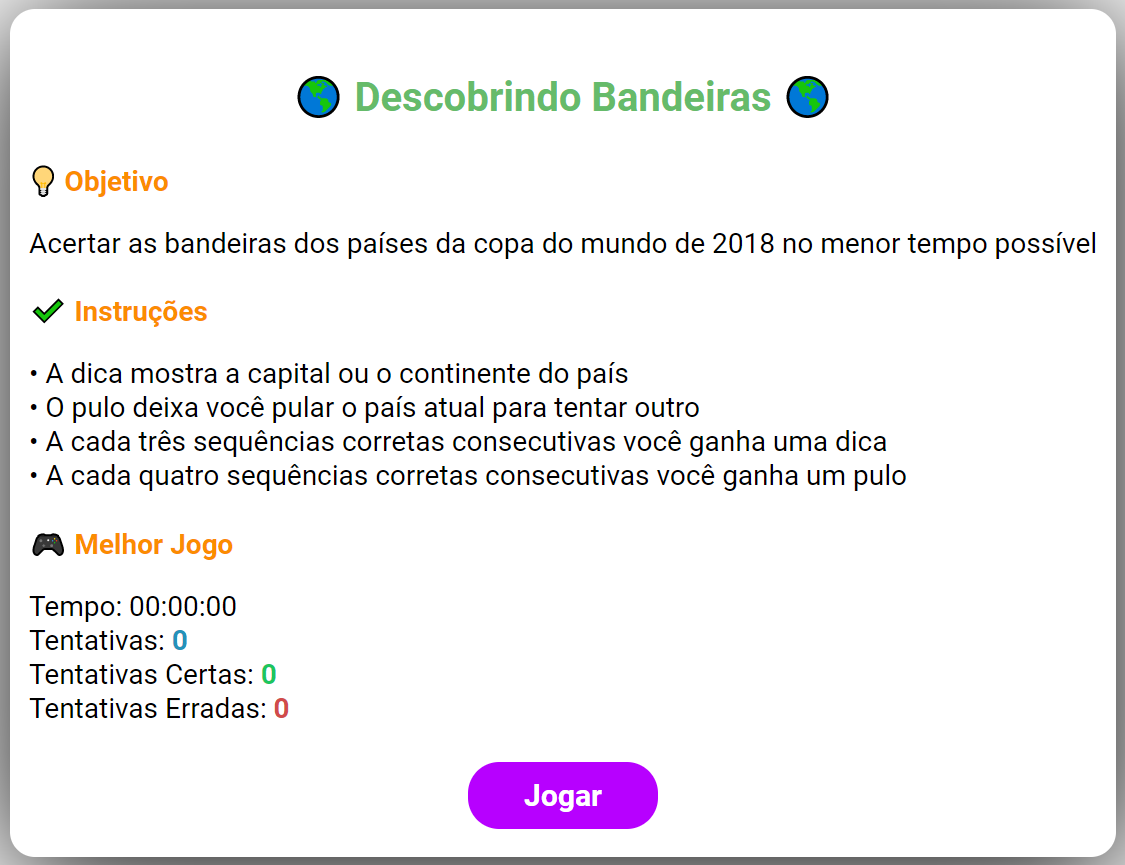 Descobrindo Bandeiras
Objetivo
Acertar as bandeiras dos países da copa do mundo de 2018 no menor tempo possível
Instruções
• A dica mostra a capital ou o continente do país
• O pulo deixa você pular o país atual para tentar outro
• A cada três sequências corretas consecutivas você ganha uma dica
• A cada quatro sequências corretas consecutivas você ganha um pulo
Melhor Jogo
Tempo: 00:00:00
Tentativas: 0
Tentativas Certas: 0
Tentativas Erradas: 0
Jogar